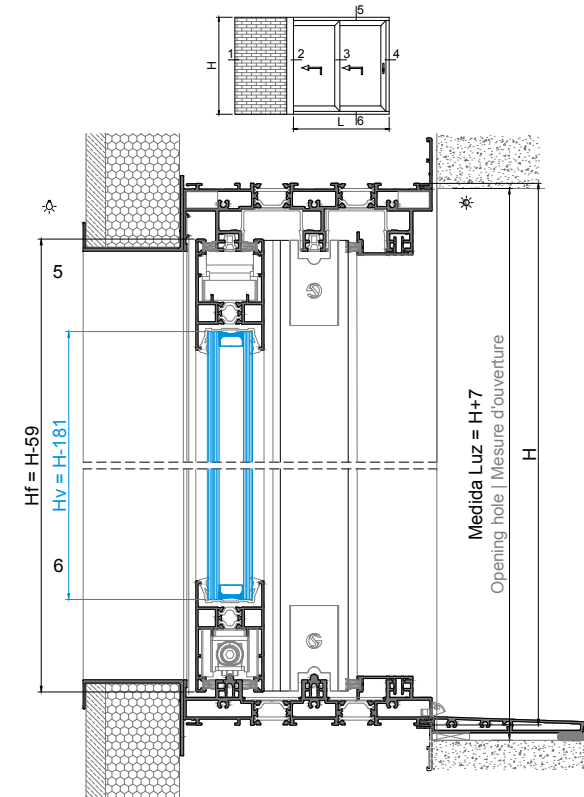 5
1
2
3
4
H
L
6
5
Hf = H-59
Hv = H-181
6
Medida Luz = H+7
Opening hole | Mesure d'ouverture
H